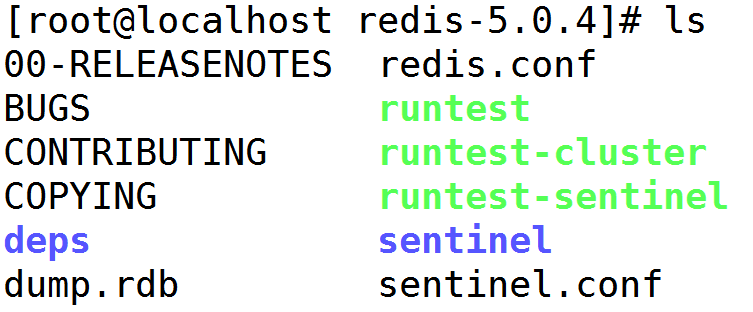 [root@localhost redis-5.0.4]# ls
00-RELEASENOTES  redis.conf
BUGS             runtest
CONTRIBUTING     runtest-cluster
COPYING          runtest-sentinel
deps             sentinel
dump.rdb         sentinel.conf